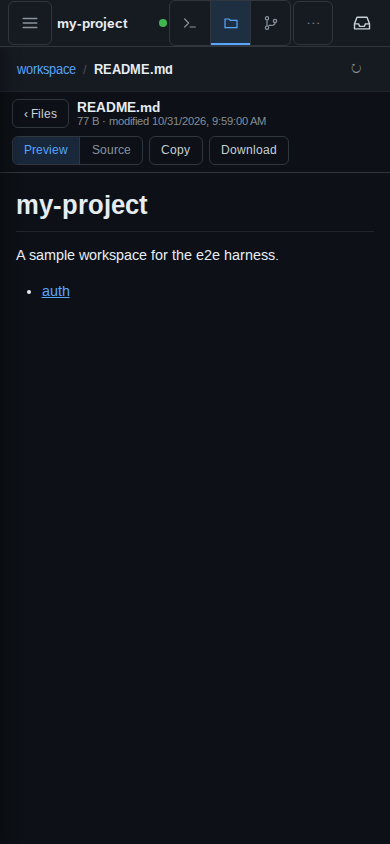 my-project
workspace / README.md
‹ Files
README.md
77 B · modified 10/31/2026, 9:59:00 AM
Preview Source Copy Download
my-project
A sample workspace for the e2e harness.
• auth